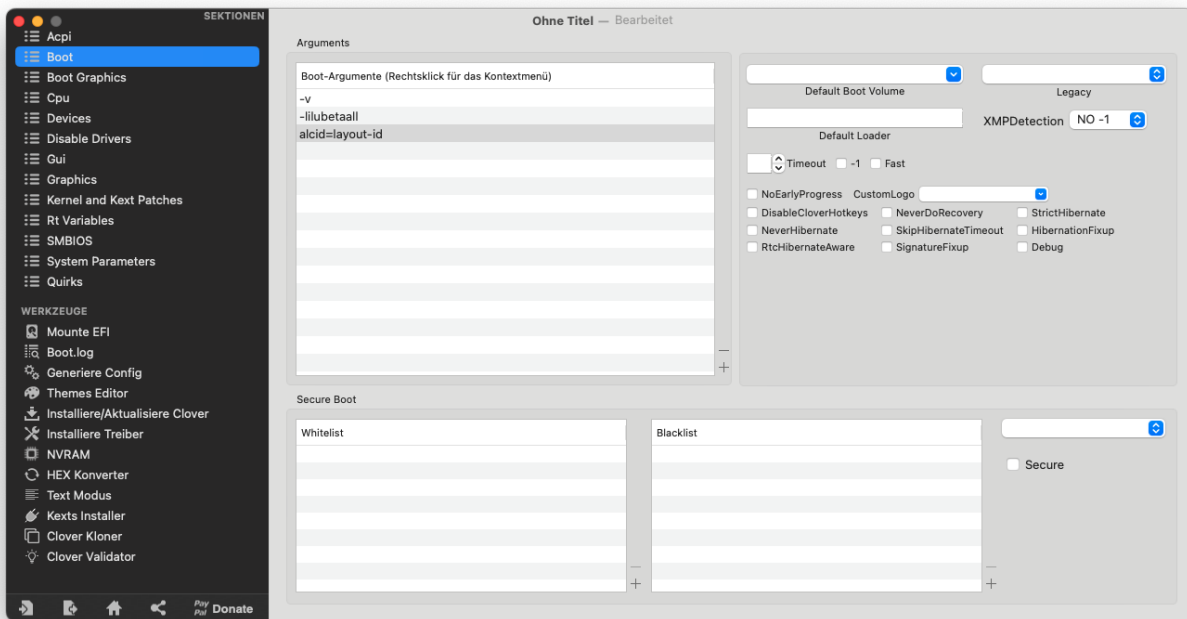 SEKTIONEN
Acpi
Boot
Boot Graphics
Cpu
Devices
Disable Drivers
Gui
Graphics
Kernel and Kext Patches
Rt Variables
SMBIOS
System Parameters
Quirks
WERKZEUGE
Mounte EFI
Boot.log
Generiere Config
Themes Editor
Installiere/Aktualisiere Clover
Installiere Treiber
NVRAM
HEX Konverter
Text Modus
Kexts Installer
Clover Kloner
Clover Validator
Pay
Pal Donate
Ohne Titel — Bearbeitet
Arguments
Boot-Argumente (Rechtsklick für das Kontextmenü)
-v
-lilubetaall
alcid=layout-id
Default Boot Volume
Legacy
Default Loader
XMPDetection NO -1
Timeout -1 Fast
NoEarlyProgress CustomLogo
DisableCloverHotkeys NeverDoRecovery StrictHibernate
NeverHibernate SkipHibernateTimeout HibernationFixup
RtcHibernateAware SignatureFixup Debug
Secure Boot
Whitelist
Blacklist
Secure